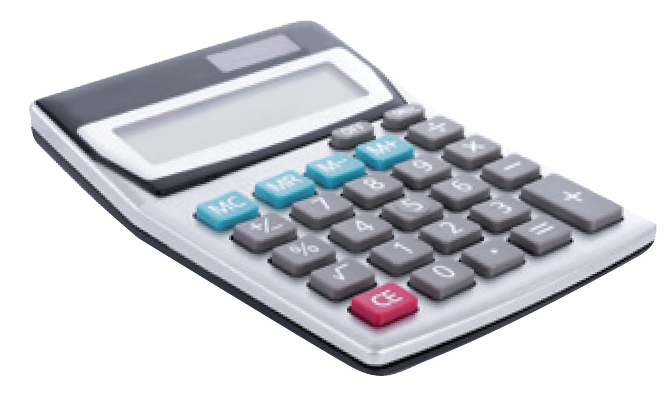 OFF
MC MR M− M+
+/− 7 8 9 ÷
% 4 5 6 ×
√ 1 2 3 −
CE 0 . = +